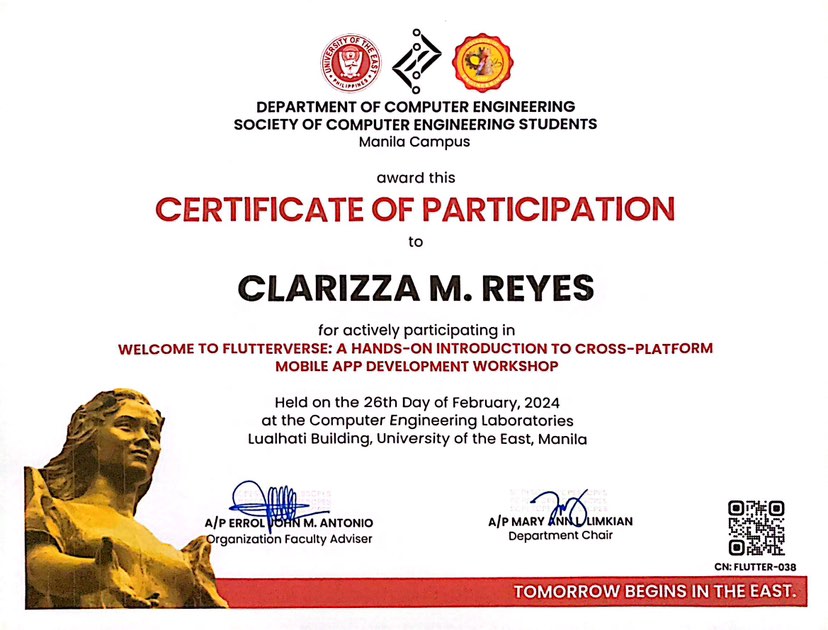 UNIVERSITY OF THE EAST
PHILIPPINES
DEPARTMENT OF COMPUTER ENGINEERING
SOCIETY OF COMPUTER ENGINEERING STUDENTS
Manila Campus
award this
CERTIFICATE OF PARTICIPATION
to
CLARIZZA M. REYES
for actively participating in
WELCOME TO FLUTTERVERSE: A HANDS-ON INTRODUCTION TO CROSS-PLATFORM
MOBILE APP DEVELOPMENT WORKSHOP
Held on the 26th Day of February, 2024
at the Computer Engineering Laboratories
Lualhati Building, University of the East, Manila
A/P ERROL JOHN M. ANTONIO
Organization Faculty Adviser
A/P MARY ANN L. LIMKIAN
Department Chair
CN: FLUTTER-038
TOMORROW BEGINS IN THE EAST.